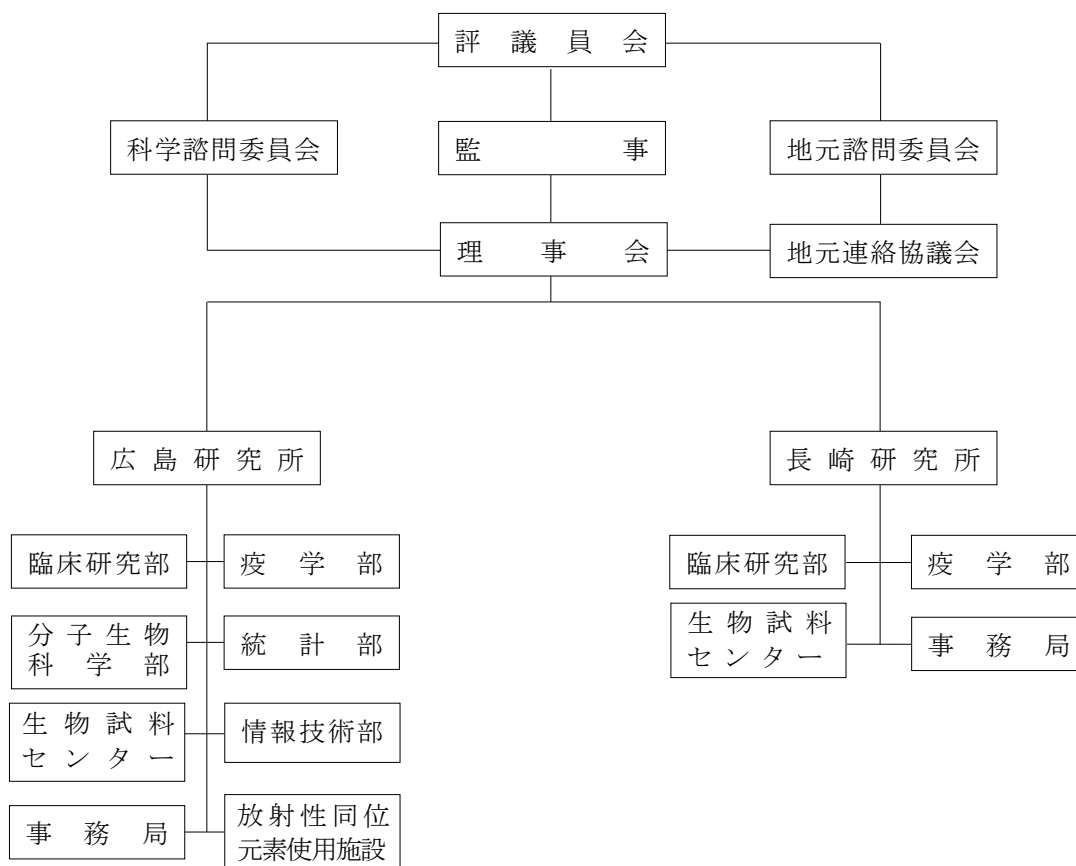 評議員会
科学諮問委員会
監事
地元諮問委員会
理事会
地元連絡協議会
広島研究所
長崎研究所
臨床研究部
疫学部
臨床研究部
疫学部
分子生物
科学部
統計部
生物試料
センター
事務局
生物試料
センター
情報技術部
事務局
放射性同位
元素使用施設